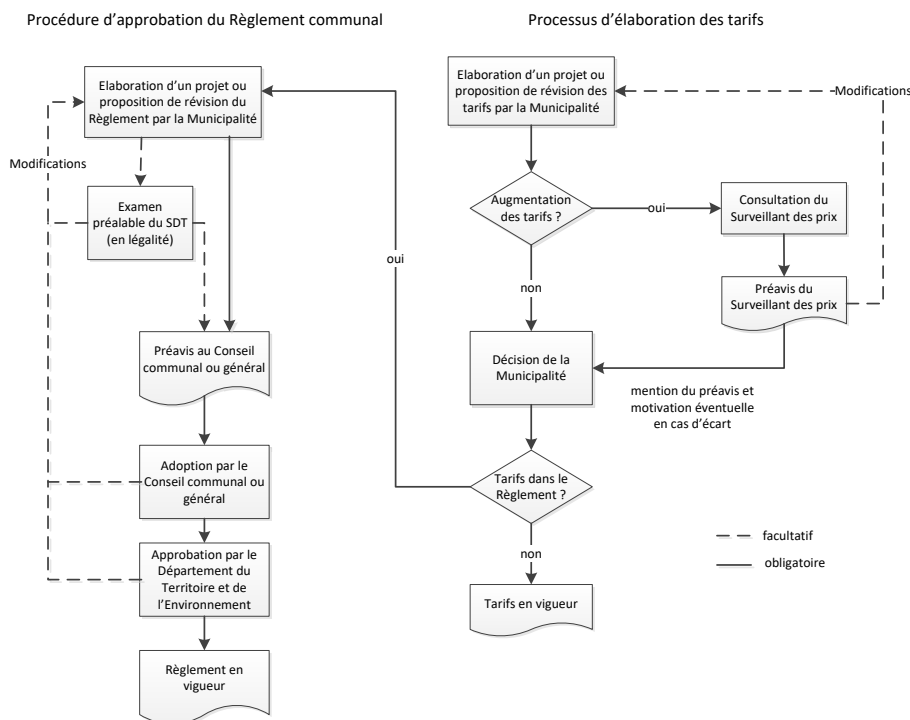 Procédure d'approbation du Règlement communal
Processus d'élaboration des tarifs
Elaboration d'un projet ou
proposition de révision du
Règlement par la Municipalité
Modifications
Examen
préalable du SDT
(en légalité)
Préavis au Conseil
communal ou général
Adoption par le
Conseil communal ou
général
Approbation par le
Département du
Territoire et de
l'Environnement
Règlement en
vigueur
oui
Elaboration d'un projet ou
proposition de révision des
tarifs par la Municipalité
Modifications
Augmentation
des tarifs ?
oui
Consultation du
Surveillant des prix
non
Préavis du
Surveillant des prix
Décision de la
Municipalité
mention du préavis et
motivation éventuelle
en cas d'écart
Tarifs dans le
Règlement ?
non
Tarifs en vigueur
facultatif
obligatoire